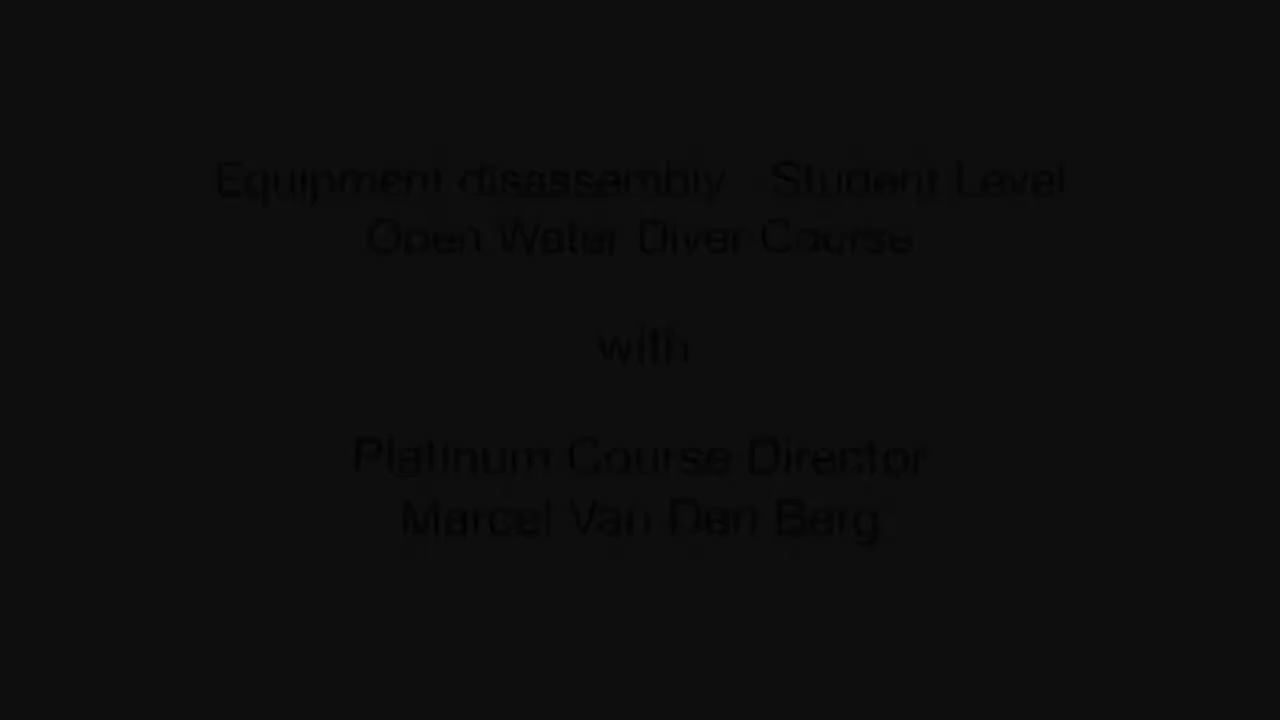 Equipment disassembly - Student Level
Open Water Diver Course
with
Platinum Course Director
Marcel Van Den Berg